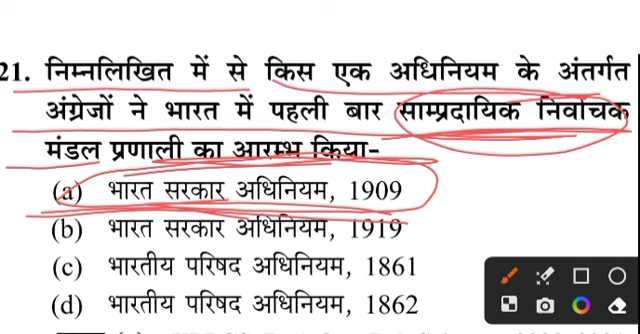 21. निम्नलिखित में से किस एक अधिनियम के अंतर्गत
अंग्रेजों ने भारत में पहली बार साम्प्रदायिक निर्वाचक
मंडल प्रणाली का आरम्भ किया-
(a) भारत सरकार अधिनियम, 1909
(b) भारत सरकार अधिनियम, 1919
(c) भारतीय परिषद अधिनियम, 1861
(d) भारतीय परिषद अधिनियम, 1862